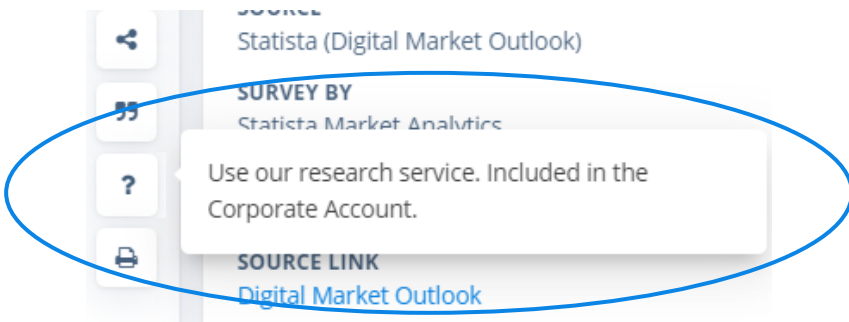 SOURCE
Statista (Digital Market Outlook)
SURVEY BY
Statista Market Analytics
?
Use our research service. Included in the
Corporate Account.
SOURCE LINK
Digital Market Outlook